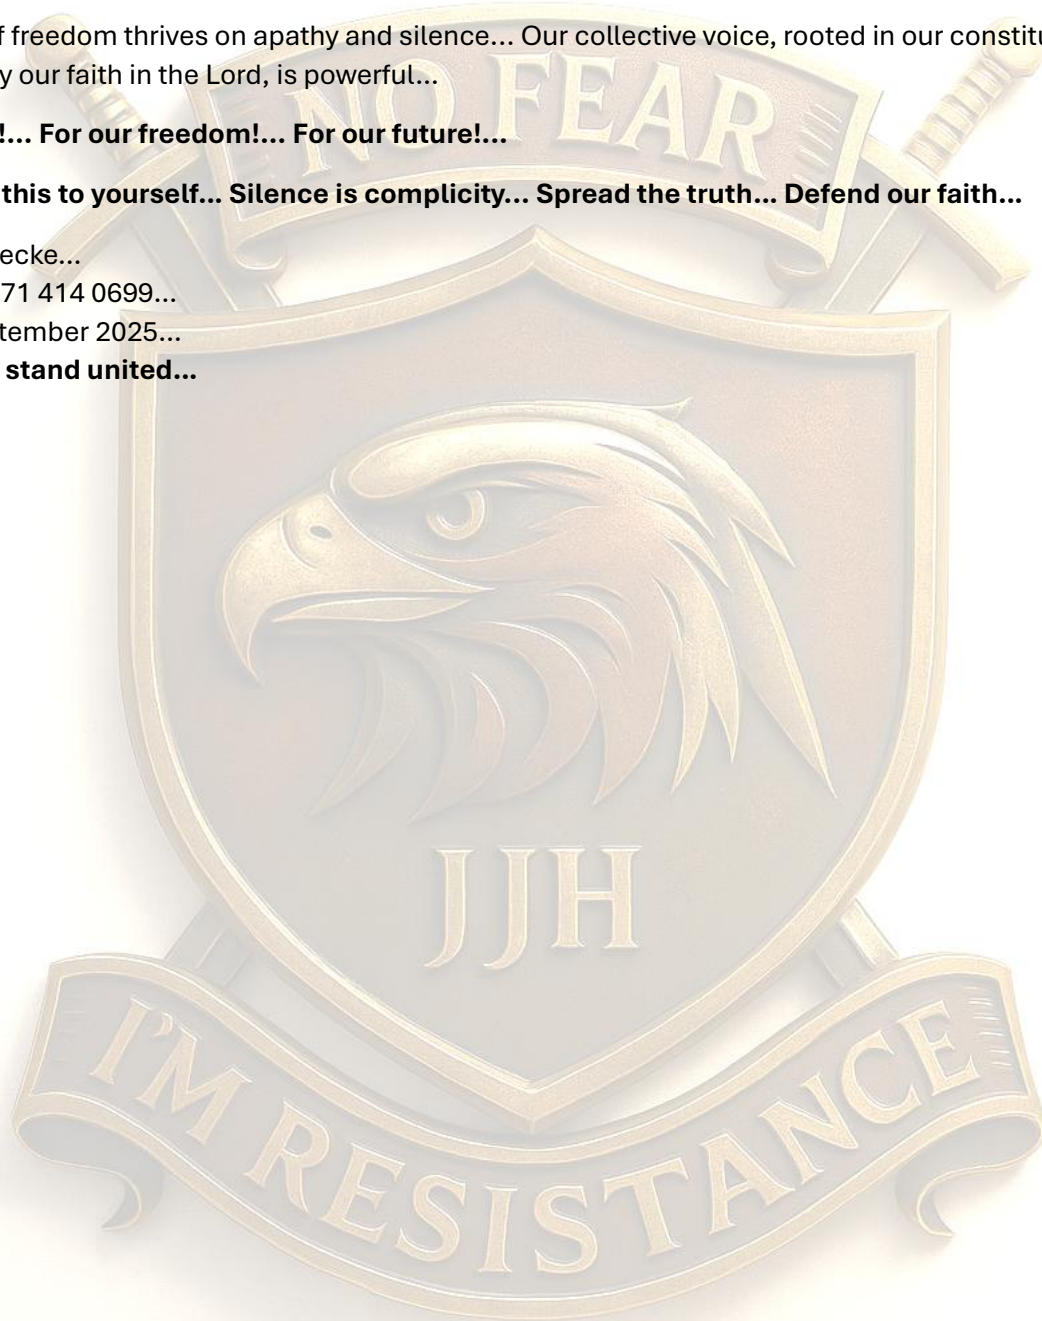 f freedom thrives on apathy and silence... Our collective voice, rooted in our constitu
y our faith in the Lord, is powerful...
!... For our freedom!... For our future!...
this to yourself... Silence is complicity... Spread the truth... Defend our faith...
ecke...
71 414 0699...
tember 2025...
stand united...
NO FEAR
JJH
I'M RESISTANCE